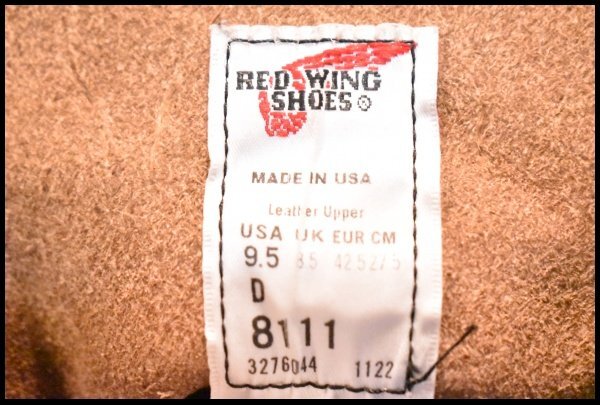 RED WING
SHOES ®
MADE IN USA
Leather Upper
USA UK EUR CM
9.5 8.5 42.5 27.5
D
8111
3276044 1122